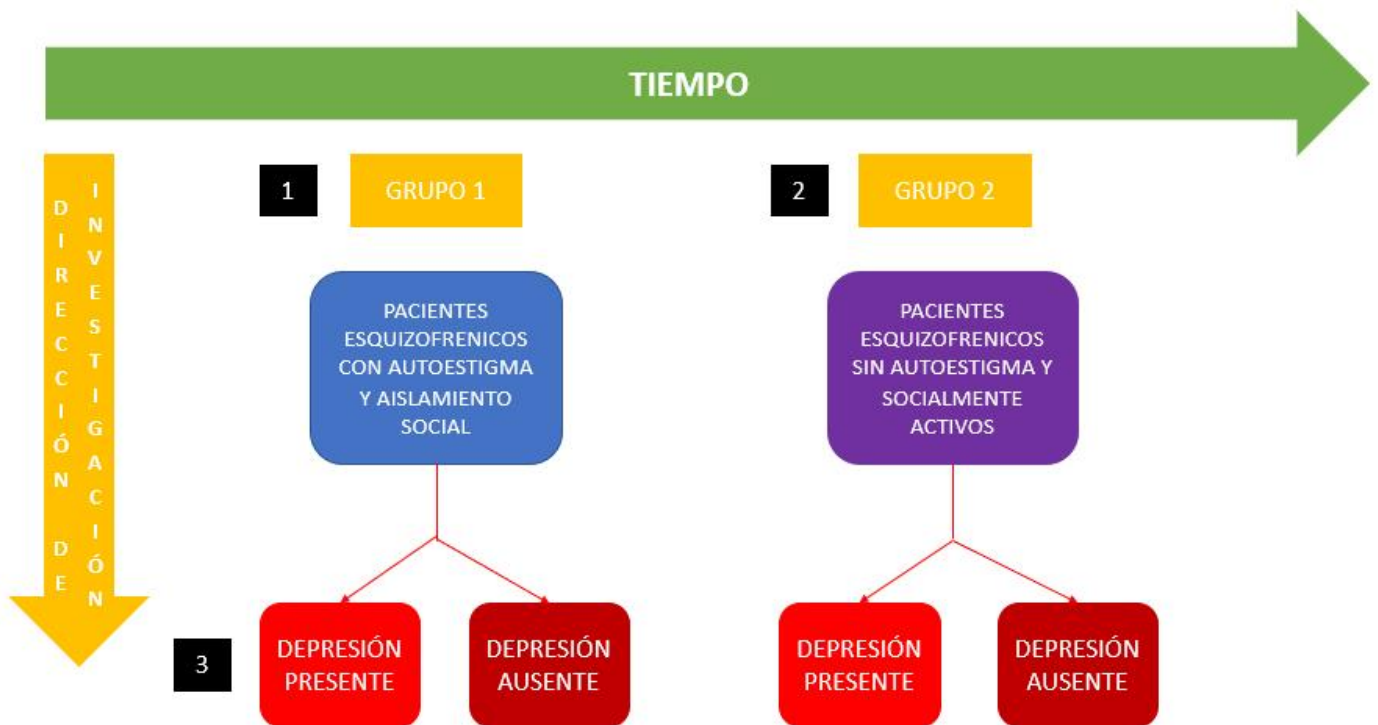 TIEMPO
DIRECCIÓN DE
INVESTIGACIÓN
1
GRUPO 1
2
GRUPO 2
PACIENTES
ESQUIZOFRENICOS
CON AUTOESTIGMA
Y AISLAMIENTO
SOCIAL
PACIENTES
ESQUIZOFRENICOS
SIN AUTOESTIGMA Y
SOCIALMENTE
ACTIVOS
3
DEPRESIÓN
PRESENTE
DEPRESIÓN
AUSENTE
DEPRESIÓN
PRESENTE
DEPRESIÓN
AUSENTE